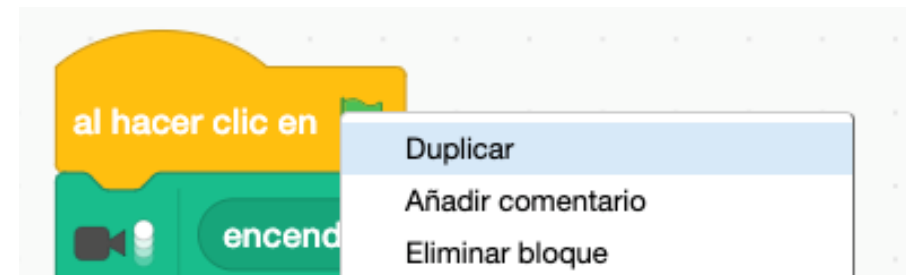 al hacer clic en
Duplicar
Añadir comentario
encend
Eliminar bloque